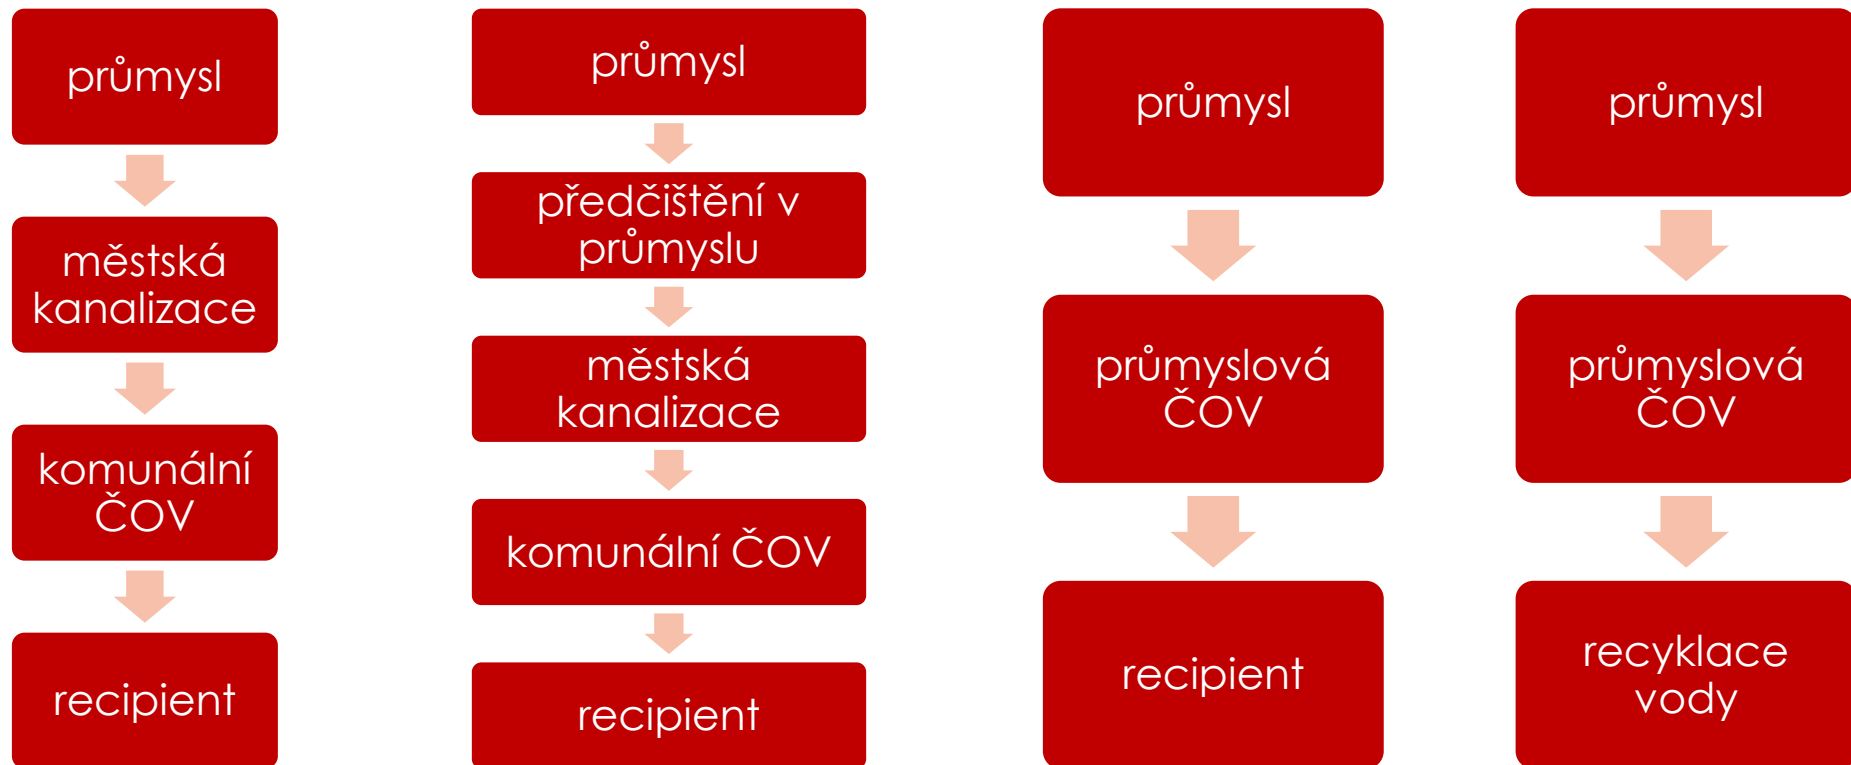 průmysl
městská
kanalizace
komunální
ČOV
recipient
průmysl
předčištění v
průmyslu
městská
kanalizace
komunální ČOV
recipient
průmysl
průmyslová
ČOV
recipient
průmysl
průmyslová
ČOV
recyklace
vody